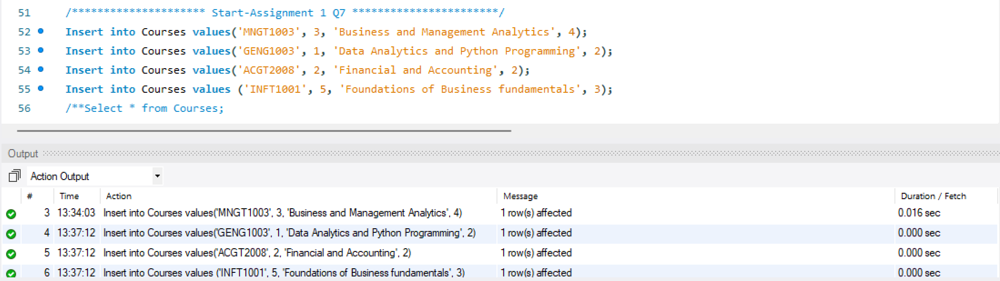 51 /********************* Start-Assignment 1 Q7 ***********************/
52 Insert into Courses values('MNGT1003', 3, 'Business and Management Analytics', 4);
53 Insert into Courses values('GENG1003', 1, 'Data Analytics and Python Programming', 2);
54 Insert into Courses values('ACGT2008', 2, 'Financial and Accounting', 2);
55 Insert into Courses values ('INFT1001', 5, 'Foundations of Business fundamentals', 3);
56 /**Select * from Courses;
Output
Action Output
# Time Action Message Duration / Fetch
3 13:34:03 Insert into Courses values('MNGT1003', 3, 'Business and Management Analytics', 4) 1 row(s) affected 0.016 sec
4 13:37:12 Insert into Courses values('GENG1003', 1, 'Data Analytics and Python Programming', 2) 1 row(s) affected 0.000 sec
5 13:37:12 Insert into Courses values('ACGT2008', 2, 'Financial and Accounting', 2) 1 row(s) affected 0.000 sec
6 13:37:12 Insert into Courses values ('INFT1001', 5, 'Foundations of Business fundamentals', 3) 1 row(s) affected 0.000 sec